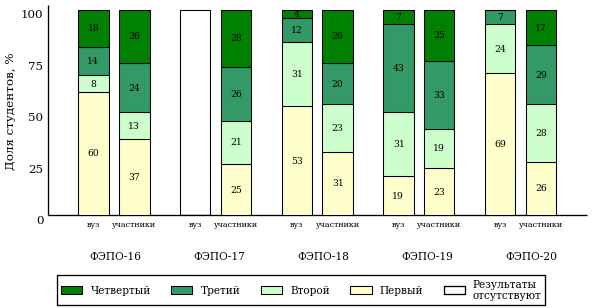 Доля студентов, %
100
75
50
25
0
18 14 8 60
26 24 13 37
28 26 21 25
4 12 31 53
26 20 23 31
7 43 31 19
25 33 19 23
7 24 69
17 29 28 26
вуз участники вуз участники вуз участники вуз участники вуз участники
ФЭПО-16 ФЭПО-17 ФЭПО-18 ФЭПО-19 ФЭПО-20
Четвертый Третий Второй Первый Результаты
отсутствуют